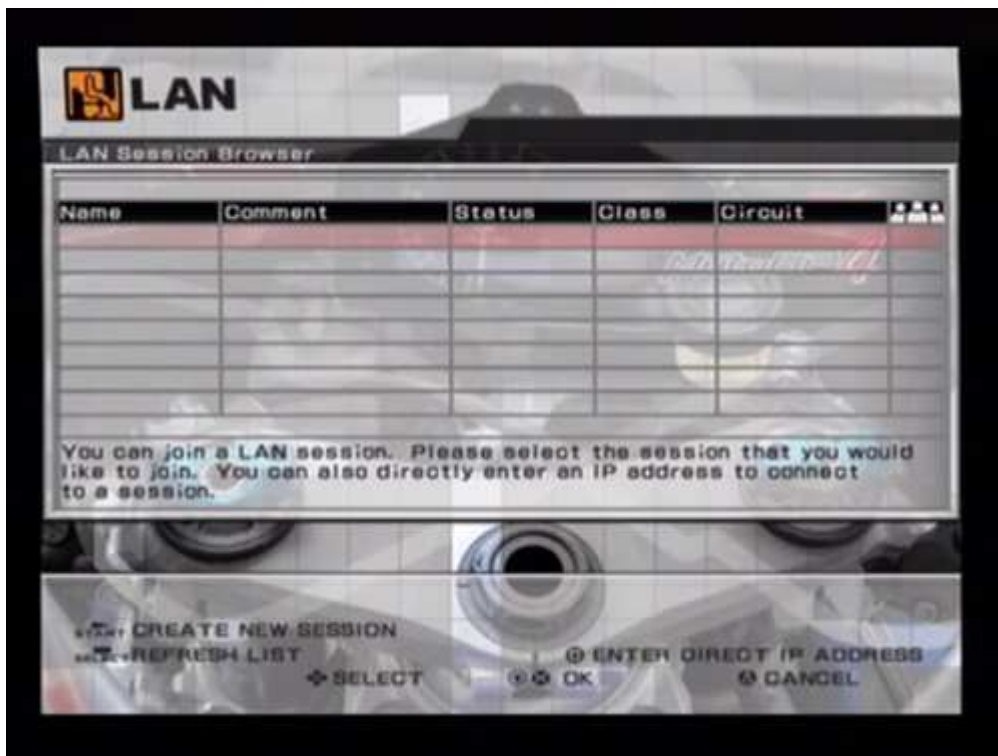 LAN
LAN Session Browser
Name Comment Status Class Circuit
You can join a LAN session. Please select the session that you would
like to join. You can also directly enter an IP address to connect
to a session.
START CREATE NEW SESSION
SELECT REFRESH LIST
ENTER DIRECT IP ADDRESS
SELECT OK CANCEL